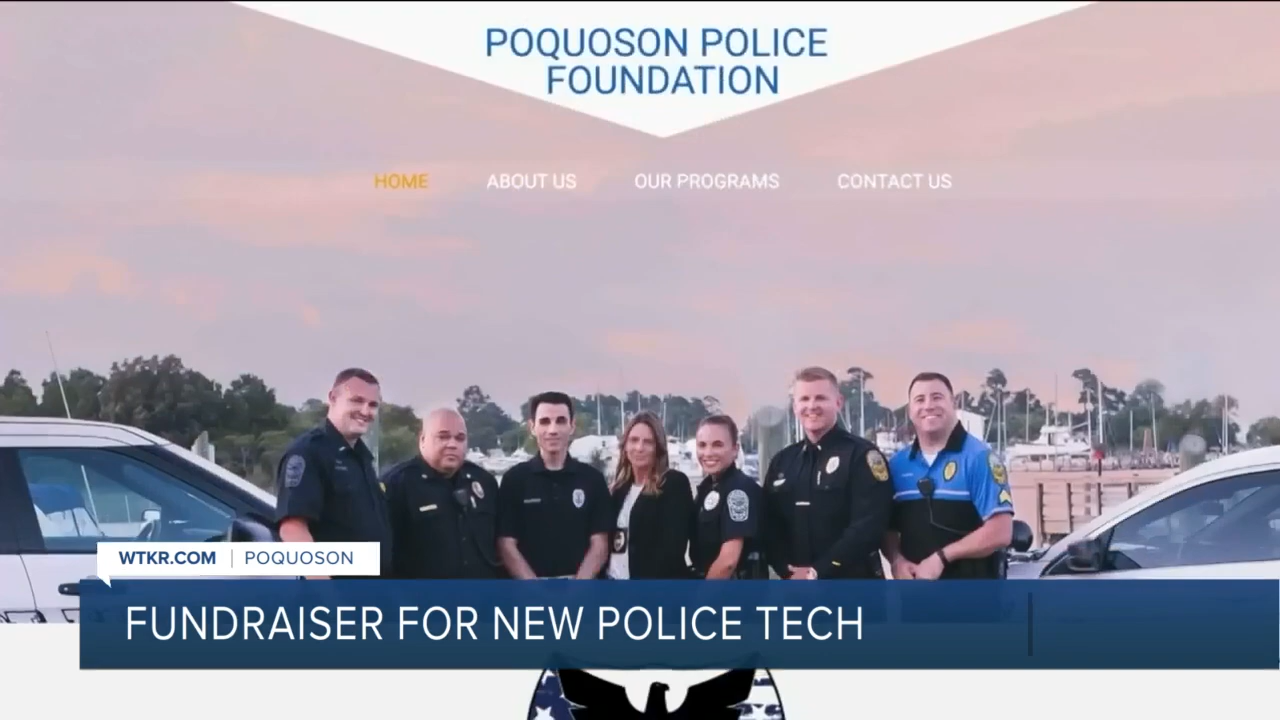 POQUOSON POLICE
FOUNDATION
HOME ABOUT US OUR PROGRAMS CONTACT US
WTKR.COM | POQUOSON
FUNDRAISER FOR NEW POLICE TECH